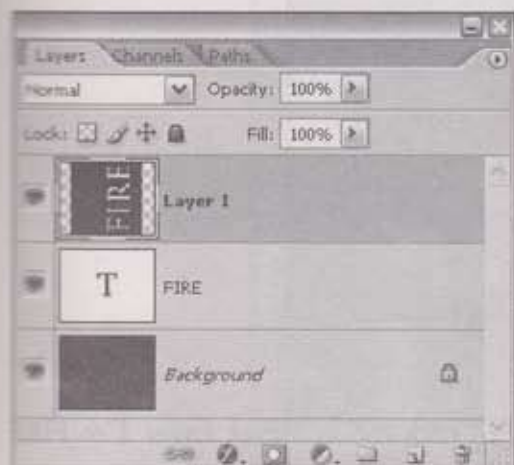 Layers Channels Paths
Normal Opacity: 100%
Lock: Fill: 100%
FIRE Layer 1
T FIRE
Background